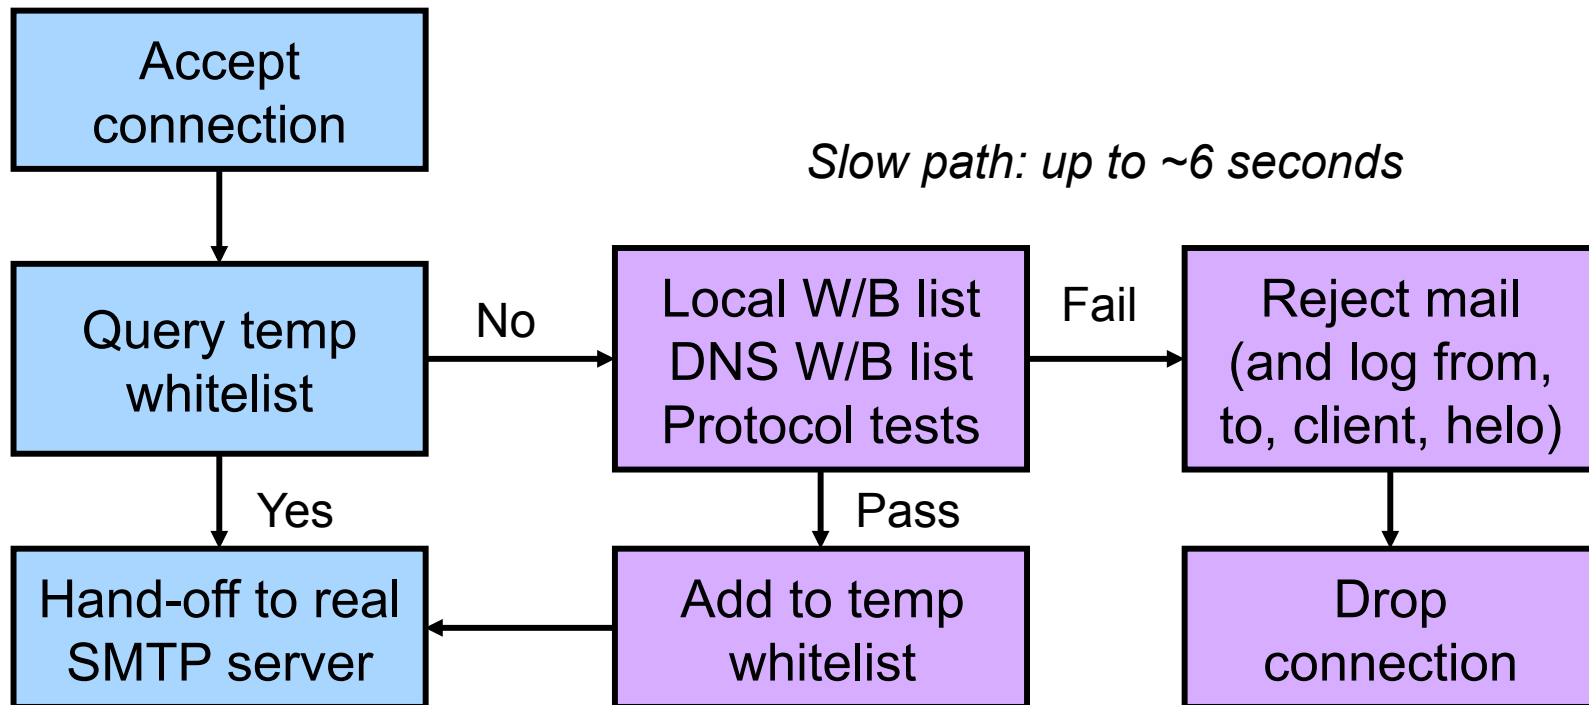 Accept
connection
Slow path: up to ~6 seconds
Query temp
whitelist
No
Local W/B list
DNS W/B list
Protocol tests
Fail
Reject mail
(and log from,
to, client, helo)
Yes
Pass
Hand-off to real
SMTP server
Add to temp
whitelist
Drop
connection